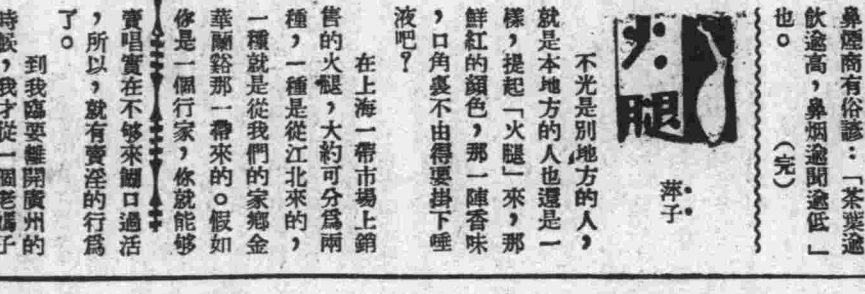 鼻煙商有俗諺:「茶葉逾
飲逾高,鼻烟逾聞逾低」
也。 (完)
火腿
萍子
不光是別地方的人,
就是本地方的人也還是一
樣,提起「火腿」來,那
鮮紅的顏色,那一陣香味
,口角裏不由得要掛下唾
液吧?
在上海一帶市場上銷
售的火腿,大約可分爲兩
種,一種是從江北來的,
一種就是從我們的家鄉金
華蘭谿那一帶來的。假如
你是一個行家,你就能够
賣唱實在不够來餬口過活
,所以,就有賣淫的行爲
了。
到我臨要離開廣州的
時候,我才從一個老媽子